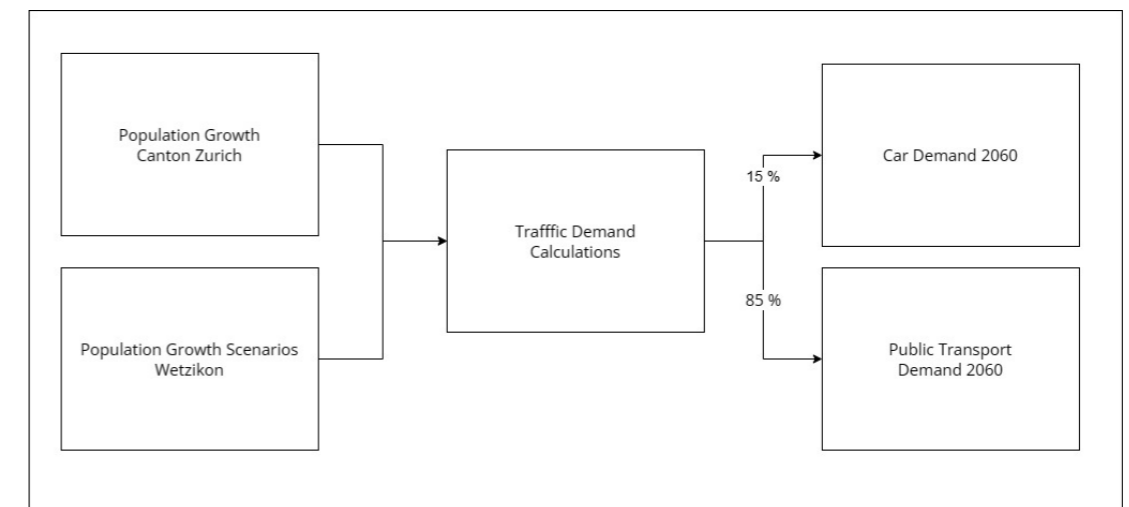 Population Growth
Canton Zurich
Population Growth Scenarios
Wetzikon
Trafffic Demand
Calculations
15 %
85 %
Car Demand 2060
Public Transport
Demand 2060